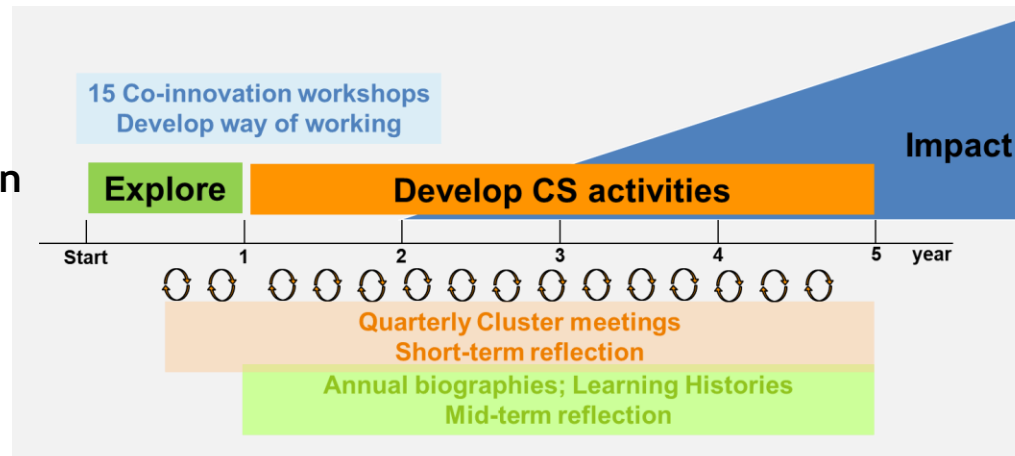 15 Co-innovation workshops
Develop way of working
n
Explore
Develop CS activities
Impact
Start
1
2
3
4
5
year
Quarterly Cluster meetings
Short-term reflection
Annual biographies; Learning Histories
Mid-term reflection